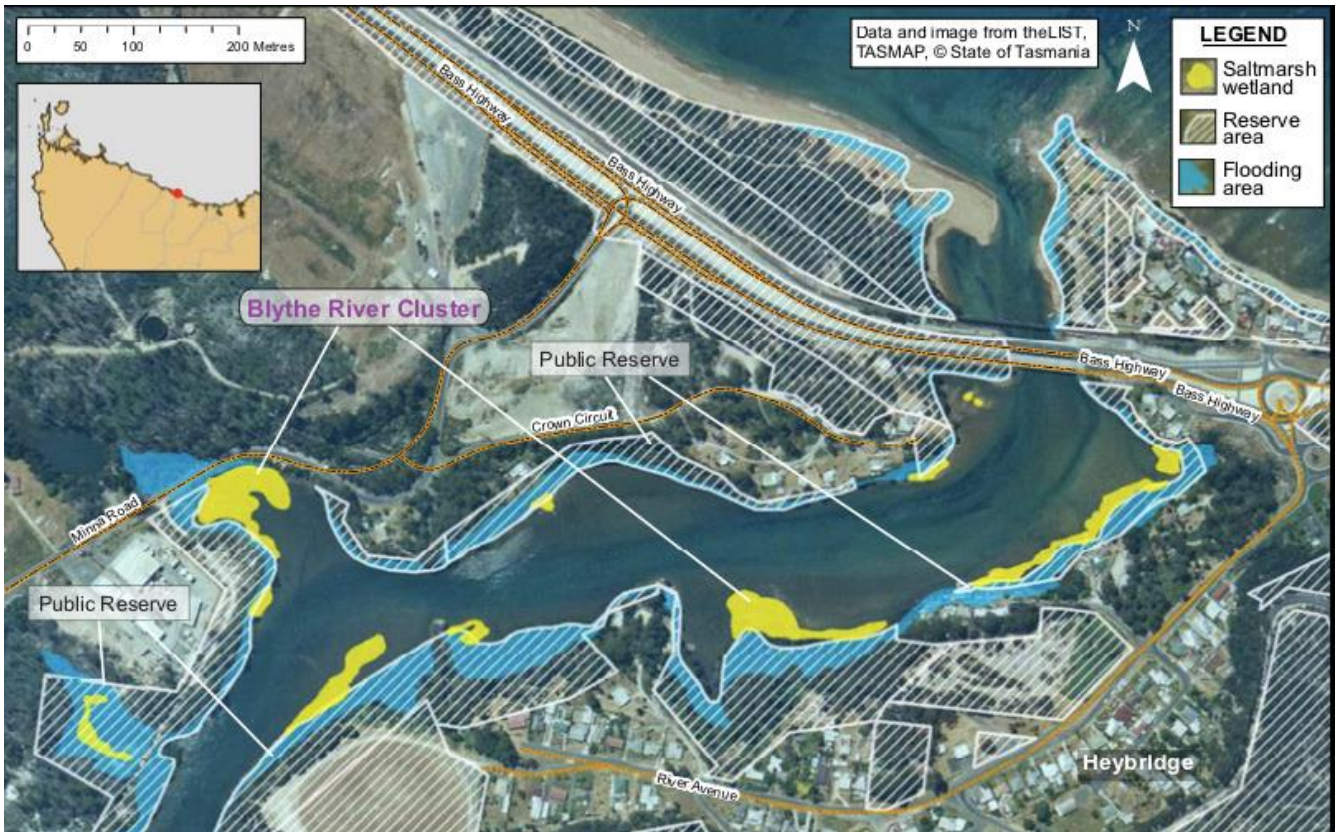 0 100 200 Metres
Data and image from theLIST,
TASMAP, © State of Tasmania
N
LEGEND
Saltmarsh
wetland
Reserve
area
Flooding
area
Bass Highway
Bass Highway
Blythe River Cluster
Public Reserve
Bass Highway
Bass Highway
Crown Circuit
Minna Road
Public Reserve
River Avenue
Heybridge